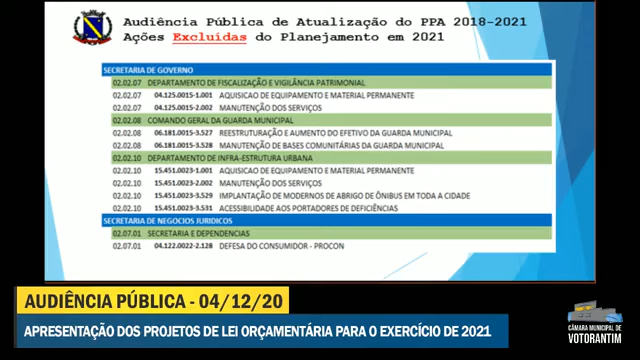 Audiência Pública de Atualização do PPA 2018-2021
Ações Excluídas do Planejamento em 2021
SECRETARIA DE GOVERNO
02.02.07 DEPARTAMENTO DE FISCALIZAÇÃO E VIGILÂNCIA PATRIMONIAL
02.02.07 04.125.0015-1.001 AQUISICAO DE EQUIPAMENTO E MATERIAL PERMANENTE
02.02.07 04.125.0015-2.002 MANUTENÇÃO DOS SERVIÇOS
02.02.08 COMANDO GERAL DA GUARDA MUNICIPAL
02.02.08 06.181.0015-3.527 REESTRUTURAÇÃO E AUMENTO DO EFETIVO DA GUARDA MUNICIPAL
02.02.08 06.181.0015-3.528 MANUTENÇÃO DE BASES COMUNITÁRIAS DA GUARDA MUNICIPAL
02.02.10 DEPARTAMENTO DE INFRA-ESTRUTURA URBANA
02.02.10 15.451.0023-1.001 AQUISICAO DE EQUIPAMENTO E MATERIAL PERMANENTE
02.02.10 15.451.0023-2.002 MANUTENÇÃO DOS SERVIÇOS
02.02.10 15.451.0023-3.529 IMPLANTAÇÃO DE MODERNOS DE ABRIGO DE ÔNIBUS EM TODA A CIDADE
02.02.10 15.451.0023-3.531 ACESSIBILIDADE AOS PORTADORES DE DEFICIÊNCIAS
SECRETARIA DE NEGOCIOS JURIDICOS
02.07.01 SECRETARIA E DEPENDENCIAS
02.07.01 04.122.0022-2.128 DEFESA DO CONSUMIDOR - PROCON
AUDIÊNCIA PÚBLICA - 04/12/20
APRESENTAÇÃO DOS PROJETOS DE LEI ORÇAMENTÁRIA PARA O EXERCÍCIO DE 2021
CÂMARA MUNICIPAL DE
VOTORANTIM